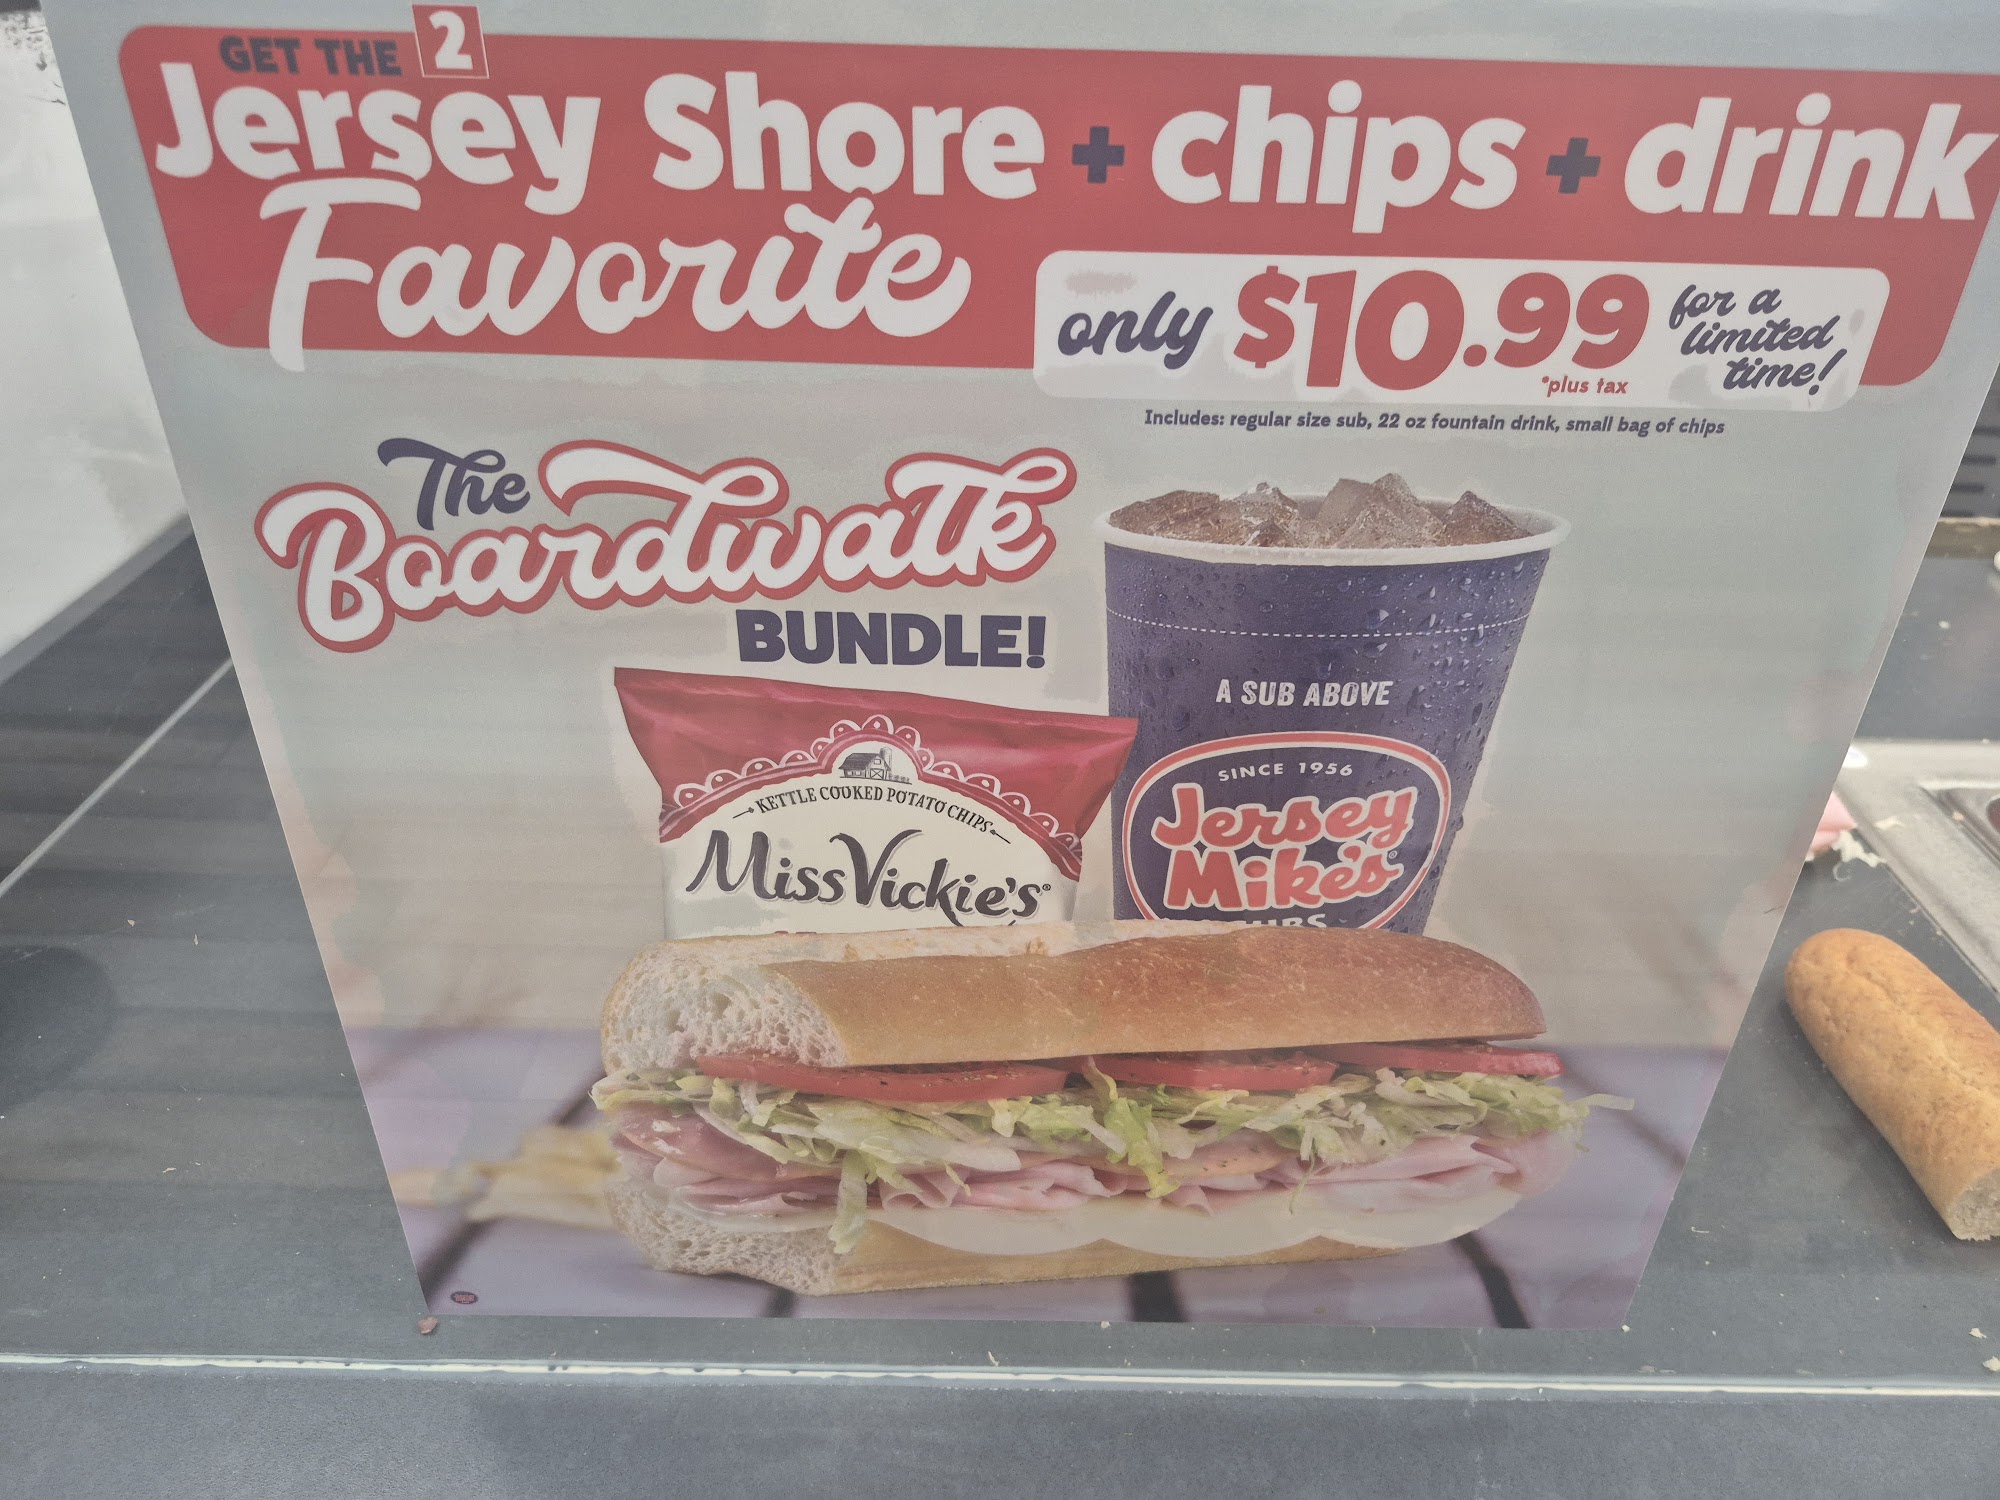 GET THE 2
Jersey Shore + chips + drink
Favorite
only $10.99 for a limited time!
*plus tax
Includes: regular size sub, 22 oz fountain drink, small bag of chips
The
Boardwalk
BUNDLE!
A SUB ABOVE
SINCE 1956
Jersey
Mike's
SUBS
KETTLE COOKED POTATO CHIPS
Miss Vickie's®